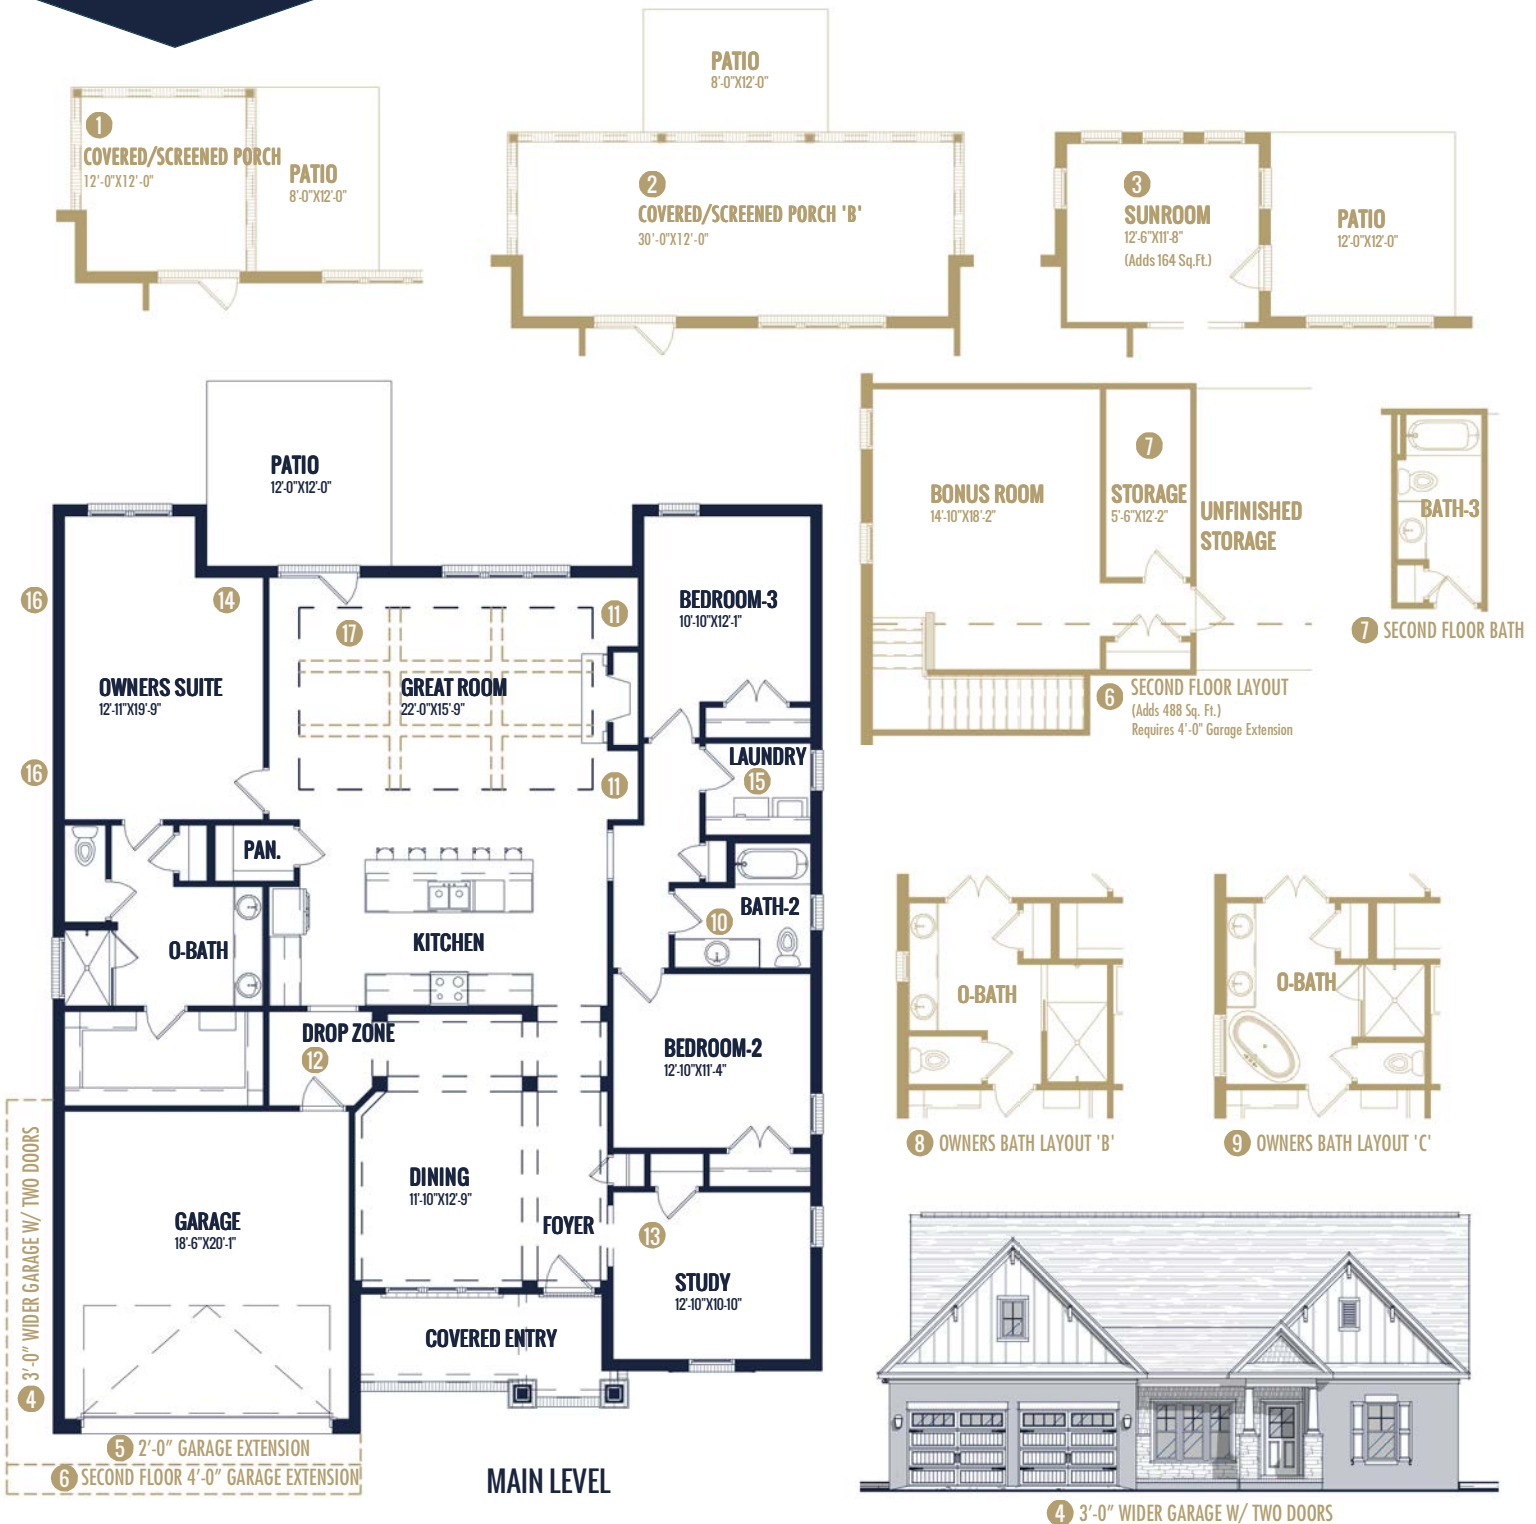 PATIO
8'-0"X12'-0"
1
COVERED/SCREENED PORCH
12'-0"X12'-0"
PATIO
8'-0"X12'-0"
2
COVERED/SCREENED PORCH 'B'
30'-0"X12'-0"
3
SUNROOM
12'-6"X11'-8"
(Adds 164 Sq.Ft.)
PATIO
12'-0"X12'-0"
PATIO
12'-0"X12'-0"
16
14
17
11
OWNERS SUITE
12'-11"X19'-9"
GREAT ROOM
22'-0"X15'-9"
BEDROOM-3
10'-10"X12'-1"
16
11
LAUNDRY
15
PAN.
O-BATH
KITCHEN
10
BATH-2
DROP ZONE
12
BEDROOM-2
12'-10"X11'-4"
DINING
11'-10"X12'-9"
GARAGE
18'-6"X20'-1"
FOYER
13
STUDY
12'-10"X10-10"
COVERED ENTRY
4 3'-0" WIDER GARAGE W/ TWO DOORS
5 2'-0" GARAGE EXTENSION
6 SECOND FLOOR 4'-0" GARAGE EXTENSION
MAIN LEVEL
BONUS ROOM
14'-10"X18'-2"
7
STORAGE
5'-6"X12'-2"
UNFINISHED
STORAGE
6 SECOND FLOOR LAYOUT
(Adds 488 Sq. Ft.)
Requires 4'-0" Garage Extension
BATH-3
7 SECOND FLOOR BATH
O-BATH
8 OWNERS BATH LAYOUT 'B'
O-BATH
9 OWNERS BATH LAYOUT 'C'
4 3'-0" WIDER GARAGE W/ TWO DOORS